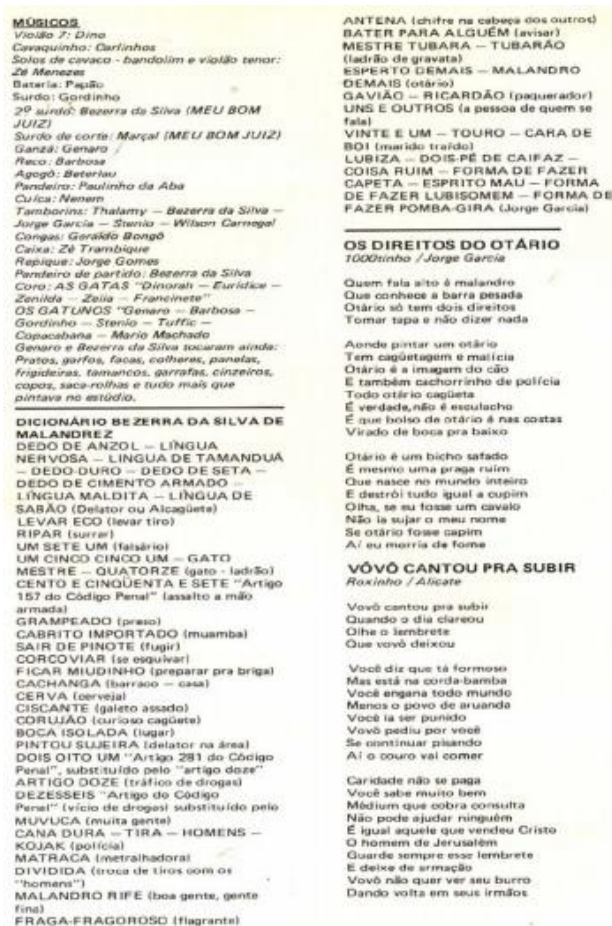 MÚSICOS
Violão 7: Dino
Cavaquinho: Carlinhos
Solos de cavaco - bandolim e violão tenor:
Zé Menezes
Bateria: Papão
Surdo: Gordinho
2º surdo: Bezerra da Silva (MEU BOM
JUIZ)
Surdo de corte: Marçal (MEU BOM JUIZ)
Ganzá: Genaro
Reco: Barbosa
Agogô: Beterlau
Pandeiro: Paulinho da Aba
Cuíca: Nenem
Tamborins: Thalamy — Bezerra da Silva —
Jorge Garcia — Stenio — Wilson Carnegal
Congas: Geraldo Bongô
Caixa: Zé Trambique
Repique: Jorge Gomes
Pandeiro de partido: Bezerra da Silva
Coro: AS GATAS "Dinorah — Euridice —
Zenilda — Zelia — Francinete"
OS GATUNOS "Genaro — Barbosa —
Gordinho — Stenio — Tuffic —
Copacabana — Mario Machado
Genaro e Bezerra da Silva tocaram ainda:
Pratos, garfos, facas, colheres, panelas,
frigideiras, tamancos, garrafas, cinzeiros,
copos, saca-rolhas e tudo mais que
pintava no estúdio.
DICIONÁRIO BEZERRA DA SILVA DE
MALANDREZ
DEDO DE ANZOL — LÍNGUA
NERVOSA — LINGUA DE TAMANDUÁ
— DEDO-DURO — DEDO DE SETA —
DEDO DE CIMENTO ARMADO —
LÍNGUA MALDITA — LÍNGUA DE
SABÃO (Delator ou Alcagüete)
LEVAR ECO (levar tiro)
RIPAR (surrar)
UM SETE UM (falsário)
UM CINCO CINCO UM — GATO
MESTRE — QUATORZE (gato - ladrão)
CENTO E CINQÜENTA E SETE "Artigo
157 do Código Penal" (assalto a mão
armada)
GRAMPEADO (preso)
CABRITO IMPORTADO (muamba)
SAIR DE PINOTE (fugir)
CORCOVIAR (se esquivar)
FICAR MIUDINHO (preparar pra briga)
CACHANGA (barraco — casa)
CERVA (cerveja)
CISCANTE (galeto assado)
CORUJÃO (curioso cagüete)
BOCA ISOLADA (lugar)
PINTOU SUJEIRA (delator na área)
DOIS OITO UM "Artigo 281 do Código
Penal", substituído pelo "artigo doze"
ARTIGO DOZE (tráfico de drogas)
DEZESSEIS "Artigo do Código
Penal" (vício de drogas) substituído pelo
MUVUCA (muita gente)
CANA DURA — TIRA — HOMENS —
KOJAK (polícia)
MATRACA (metralhadora)
DIVIDIDA (troca de tiros com os
"homens")
MALANDRO RIFE (boa gente, gente
fina)
FRAGA-FRAGOROSO (flagrante)
ANTENA (chifre na cabeça dos outros)
BATER PARA ALGUÉM (avisar)
MESTRE TUBARA — TUBARÃO
(ladrão de gravata)
ESPERTO DEMAIS — MALANDRO
DEMAIS (otário)
GAVIÃO — RICARDÃO (paquerador)
UNS E OUTROS (a pessoa de quem se
fala)
VINTE E UM — TOURO — CARA DE
BOI (marido traído)
LUBIZA — DOIS-PÉ DE CAIFAZ —
COISA RUIM — FORMA DE FAZER
CAPETA — ESPRITO MAU — FORMA
DE FAZER LUBISOMEM — FORMA DE
FAZER POMBA-GIRA (Jorge Garcia)
OS DIREITOS DO OTÁRIO
1000tinho / Jorge Garcia
Quem fala alto é malandro
Que conhece a barra pesada
Otário só tem dois direitos
Tomar tapa e não dizer nada
Aonde pintar um otário
Tem cagüetagem e malícia
Otário é a imagem do cão
E também cachorrinho de polícia
Todo otário cagüeta
É verdade, não é esculacho
É que bolso de otário é nas costas
Virado de boca pra baixo
Otário é um bicho safado
É mesmo uma praga ruim
Que nasce no mundo inteiro
E destrói tudo igual a cupim
Olha, se eu fosse um cavalo
Não ia sujar o meu nome
Se otário fosse capim
Aí eu morria de fome
VÔVÔ CANTOU PRA SUBIR
Roxinho / Alicate
Vovô cantou pra subir
Quando o dia clareou
Olhe o lembrete
Que vovô deixou
Você diz que tá formoso
Mas está na corda-bamba
Você engana todo mundo
Menos o povo de aruanda
Você ia ser punido
Vovô pediu por você
Se continuar pisando
Aí o couro vai comer
Caridade não se paga
Você sabe muito bem
Médium que cobra consulta
Não pode ajudar ninguém
É igual aquele que vendeu Cristo
O homem de Jerusalém
Guarde sempre esse lembrete
E deixe de armação
Vovô não quer ver seu burro
Dando volta em seus irmãos